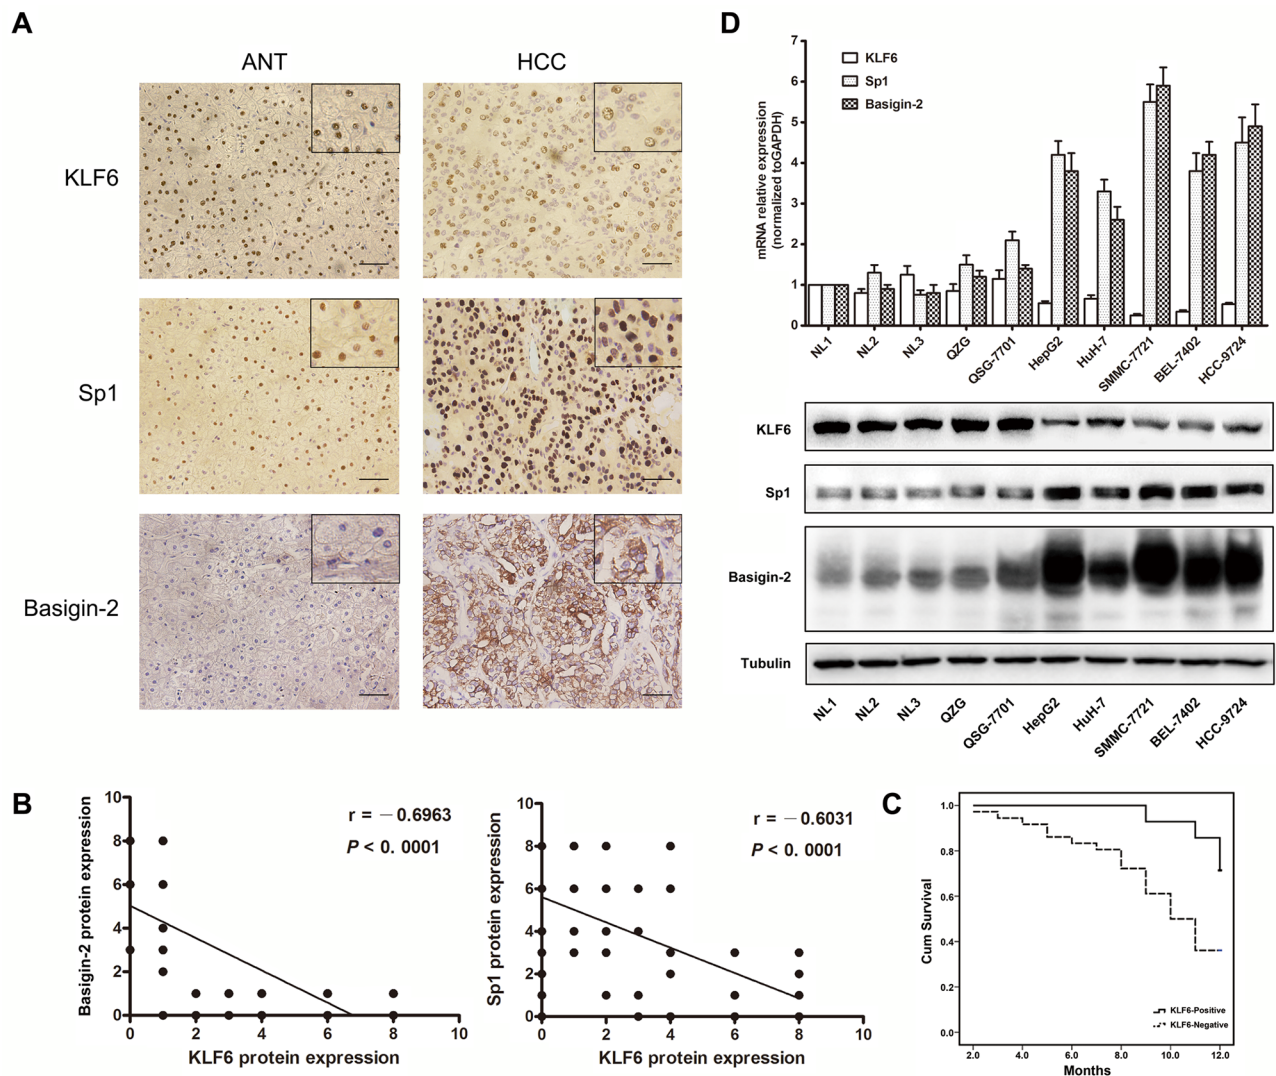 A
ANT HCC
KLF6
Sp1
Basigin-2
D
7
6
5
4
3
2
1
0
mRNA relative expression
(normalized toGAPDH)
KLF6
Sp1
Basigin-2
NL1 NL2 NL3 QZG QSG-7701 HepG2 HuH-7 SMMC-7721 BEL-7402 HCC-9724
KLF6
Sp1
Basigin-2
Tubulin
NL1 NL2 NL3 QZG QSG-7701 HepG2 HuH-7 SMMC-7721 BEL-7402 HCC-9724
B
Basigin-2 protein expression
10
8
6
4
2
0
r = −0.6963
P < 0. 0001
0 2 4 6 8 10
KLF6 protein expression
Sp1 protein expression
10
8
6
4
2
0
r = −0.6031
P < 0. 0001
0 2 4 6 8 10
KLF6 protein expression
C
Cum Survival
1.0
0.8
0.6
0.4
0.2
0.0
KLF6-Positive
KLF6-Negative
2.0 4.0 6.0 8.0 10.0 12.0
Months